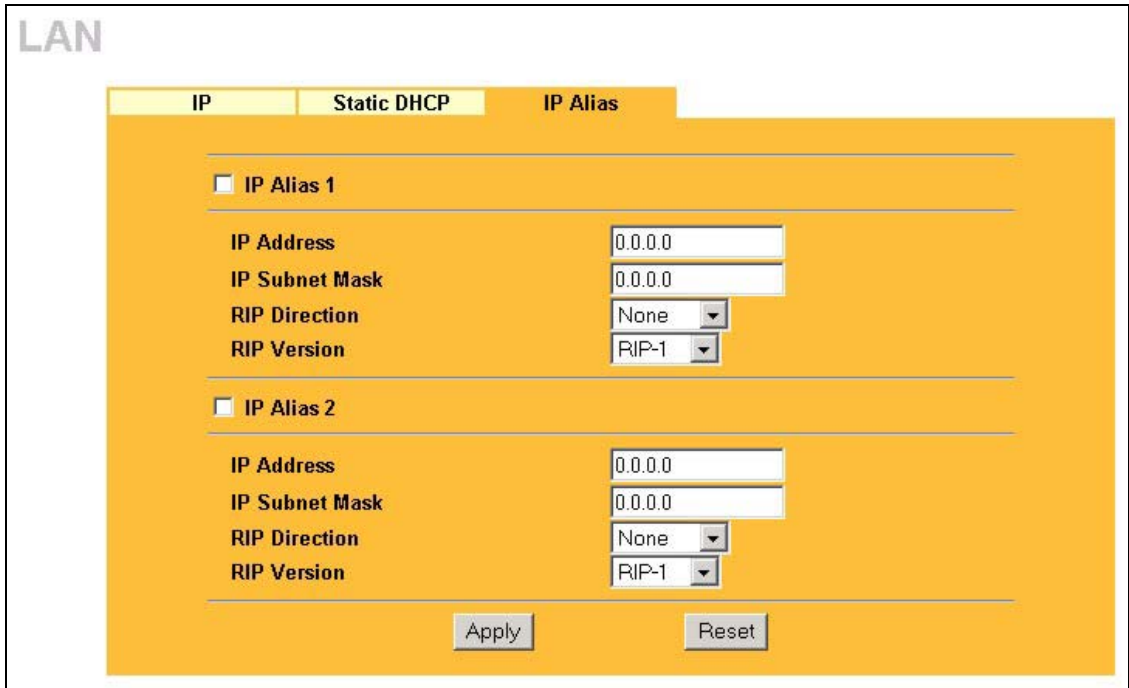 LAN
IP Static DHCP IP Alias
IP Alias 1
IP Address 0.0.0.0
IP Subnet Mask 0.0.0.0
RIP Direction None
RIP Version RIP-1
IP Alias 2
IP Address 0.0.0.0
IP Subnet Mask 0.0.0.0
RIP Direction None
RIP Version RIP-1
Apply Reset